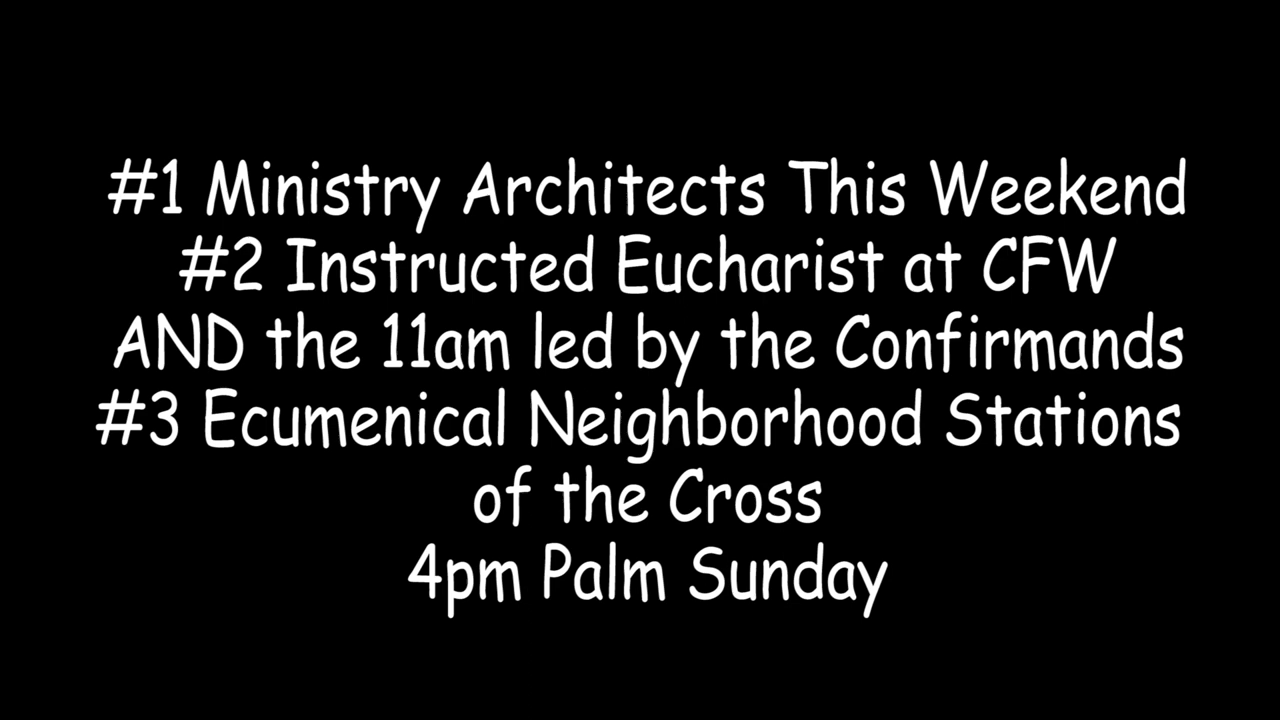 #1 Ministry Architects This Weekend
#2 Instructed Eucharist at CFW
AND the 11am led by the Confirmands
#3 Ecumenical Neighborhood Stations
of the Cross
4pm Palm Sunday